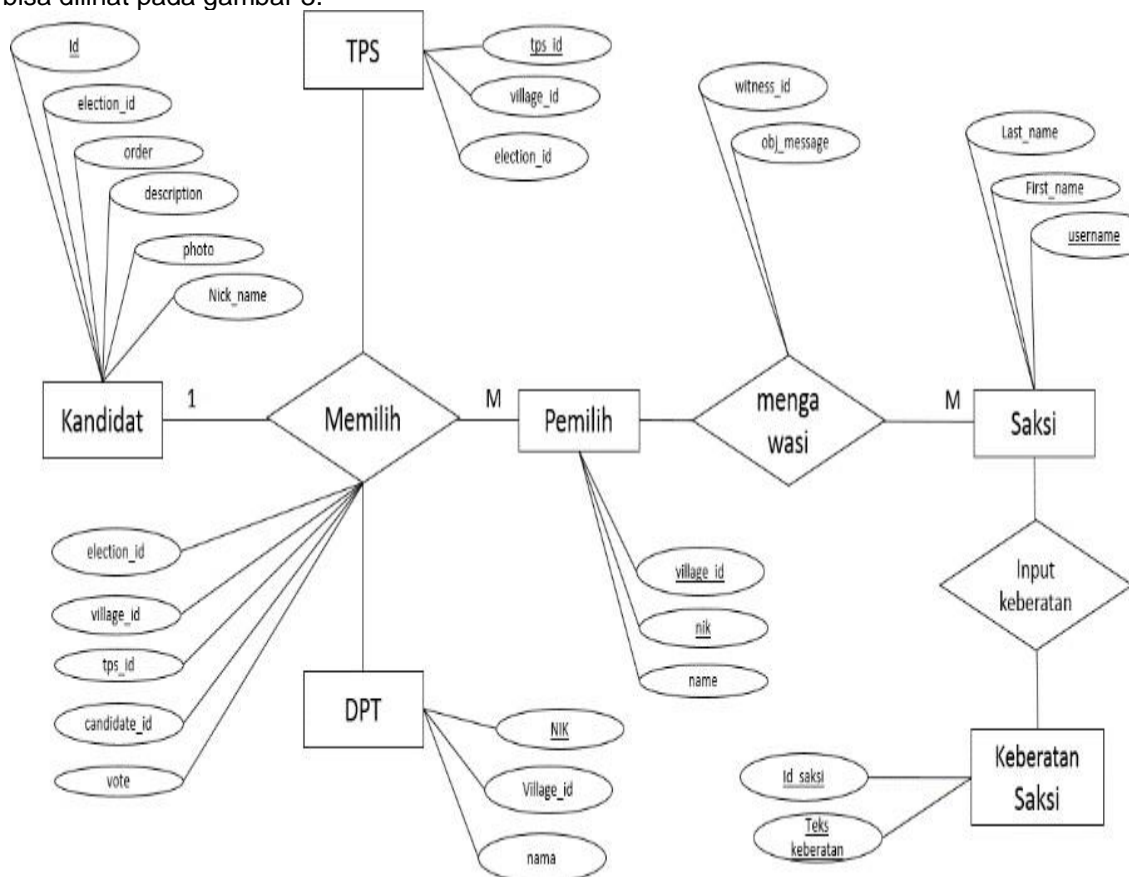 bisa dilihat pada gambar 3.
Id
election_id
order
description
photo
Nick_name
TPS
tps_id
village_id
election_id
witness_id
obj_message
Last_name
First_name
username
Kandidat
1
Memilih
M
Pemilih
menga
wasi
M
Saksi
election_id
village_id
tps_id
candidate_id
vote
DPT
NIK
Village_id
nama
village_id
nik
name
Input
keberatan
Keberatan
Saksi
Id_saksi
Teks
keberatan